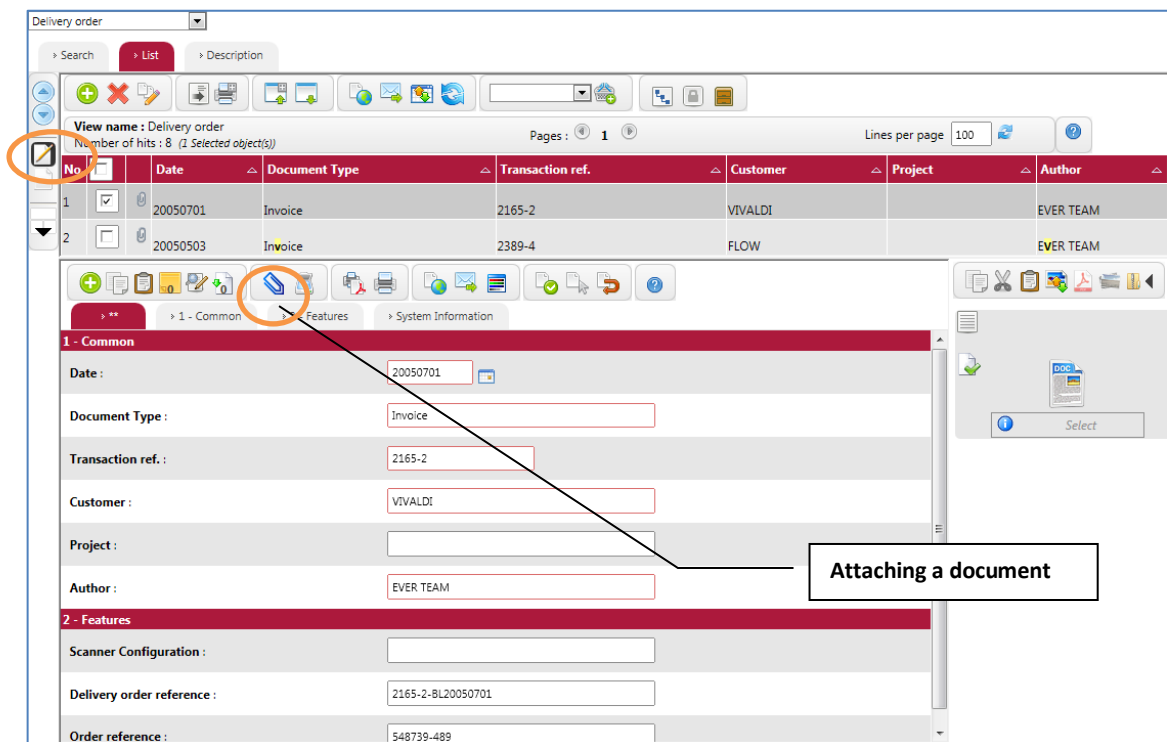 Delivery order
› Search › List › Description
View name : Delivery order
Number of hits : 8 (1 Selected object(s))
Pages : 1
Lines per page 100
No Date Document Type Transaction ref. Customer Project Author
1 20050701 Invoice 2165-2 VIVALDI EVER TEAM
2 20050503 Invoice 2389-4 FLOW EVER TEAM
› ** › 1 - Common Features › System Information
1 - Common
Date : 20050701
DOC
Document Type : Invoice
Select
Transaction ref. : 2165-2
Customer : VIVALDI
Project :
Attaching a document
Author : EVER TEAM
2 - Features
Scanner Configuration :
Delivery order reference : 2165-2-BL20050701
Order reference : 548739-489